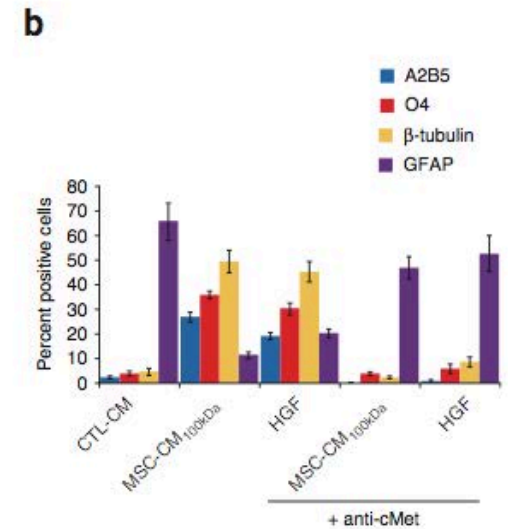 b
A2B5
O4
β-tubulin
GFAP
Percent positive cells
80
70
60
50
40
30
20
10
0
CTL-CM
MSC-CM100kDa
HGF
MSC-CM100kDa
HGF
+ anti-cMet